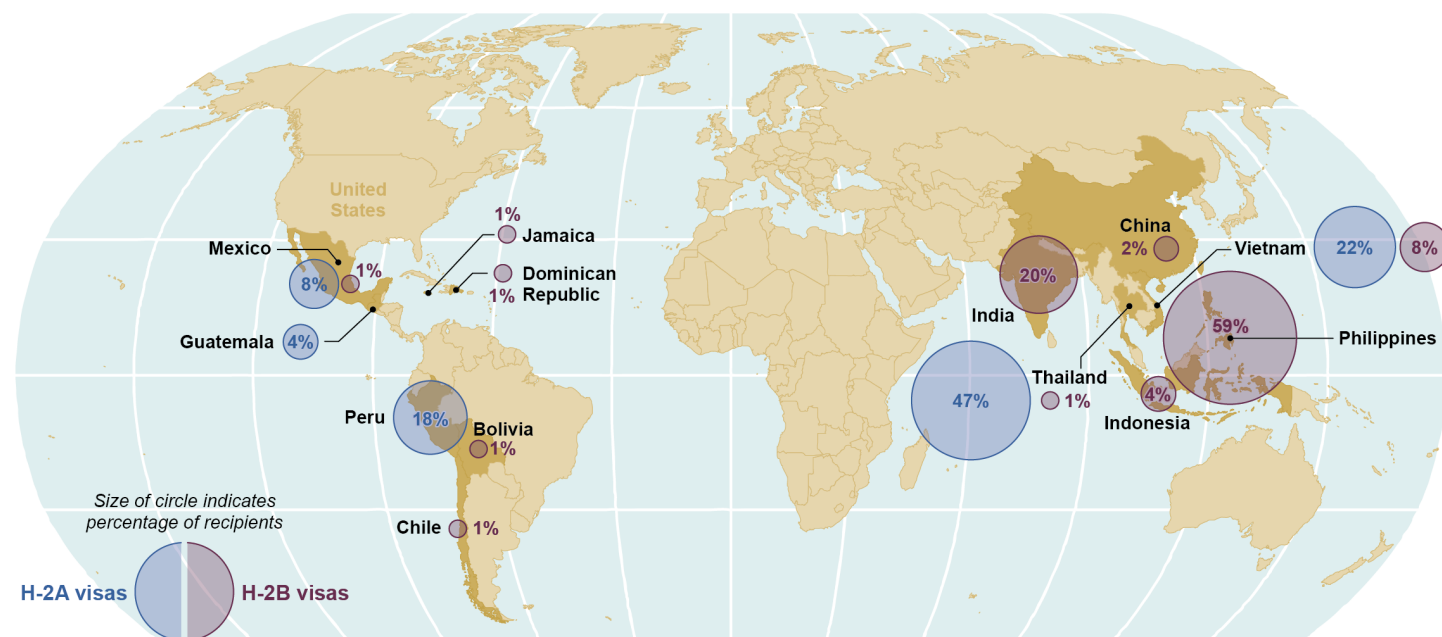 United
States
Mexico
1%
8%
Guatemala
4%
1%
Jamaica
Dominican
1% Republic
Peru
18%
Bolivia
1%
Chile
1%
China
2%
India
20%
Vietnam
22%
8%
59%
Philippines
Thailand
47%
1%
4%
Indonesia
Size of circle indicates
percentage of recipients
H-2A visas
H-2B visas